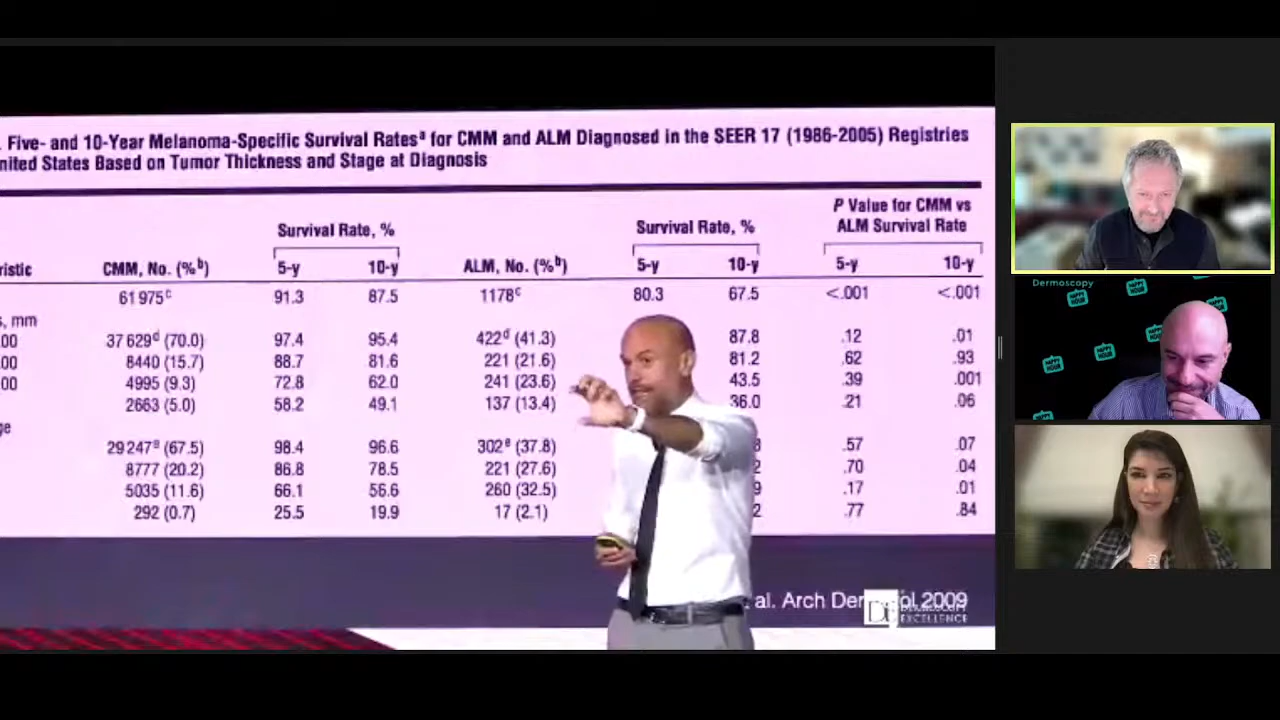 Five- and 10-Year Melanoma-Specific Survival Ratesᵃ for CMM and ALM Diagnosed in the SEER 17 (1986-2005) Registries
nited States Based on Tumor Thickness and Stage at Diagnosis
P Value for CMM vs
Survival Rate, % Survival Rate, % ALM Survival Rate
ristic CMM, No. (%ᵇ) 5-y 10-y ALM, No. (%ᵇ) 5-y 10-y 5-y 10-y
61 975ᶜ 91.3 87.5 1178ᶜ 80.3 67.5 <.001 <.001
s, mm
.00 37 629ᵈ (70.0) 97.4 95.4 422ᵈ (41.3) 87.8 .12 .01
.00 8440 (15.7) 88.7 81.6 221 (21.6) 81.2 .62 .93
.00 4995 (9.3) 72.8 62.0 241 (23.6) 43.5 .39 .001
2663 (5.0) 58.2 49.1 137 (13.4) 36.0 .21 .06
ge
29 247ᵉ (67.5) 98.4 96.6 302ᵉ (37.8) .57 .07
8777 (20.2) 86.8 78.5 221 (27.6) 2 .70 .04
5035 (11.6) 66.1 56.6 260 (32.5) 9 .17 .01
292 (0.7) 25.5 19.9 17 (2.1) 2 .77 .84
al. Arch Der ol 2009
EXCELLENCE
Dermoscopy
HAPPY
HOUR